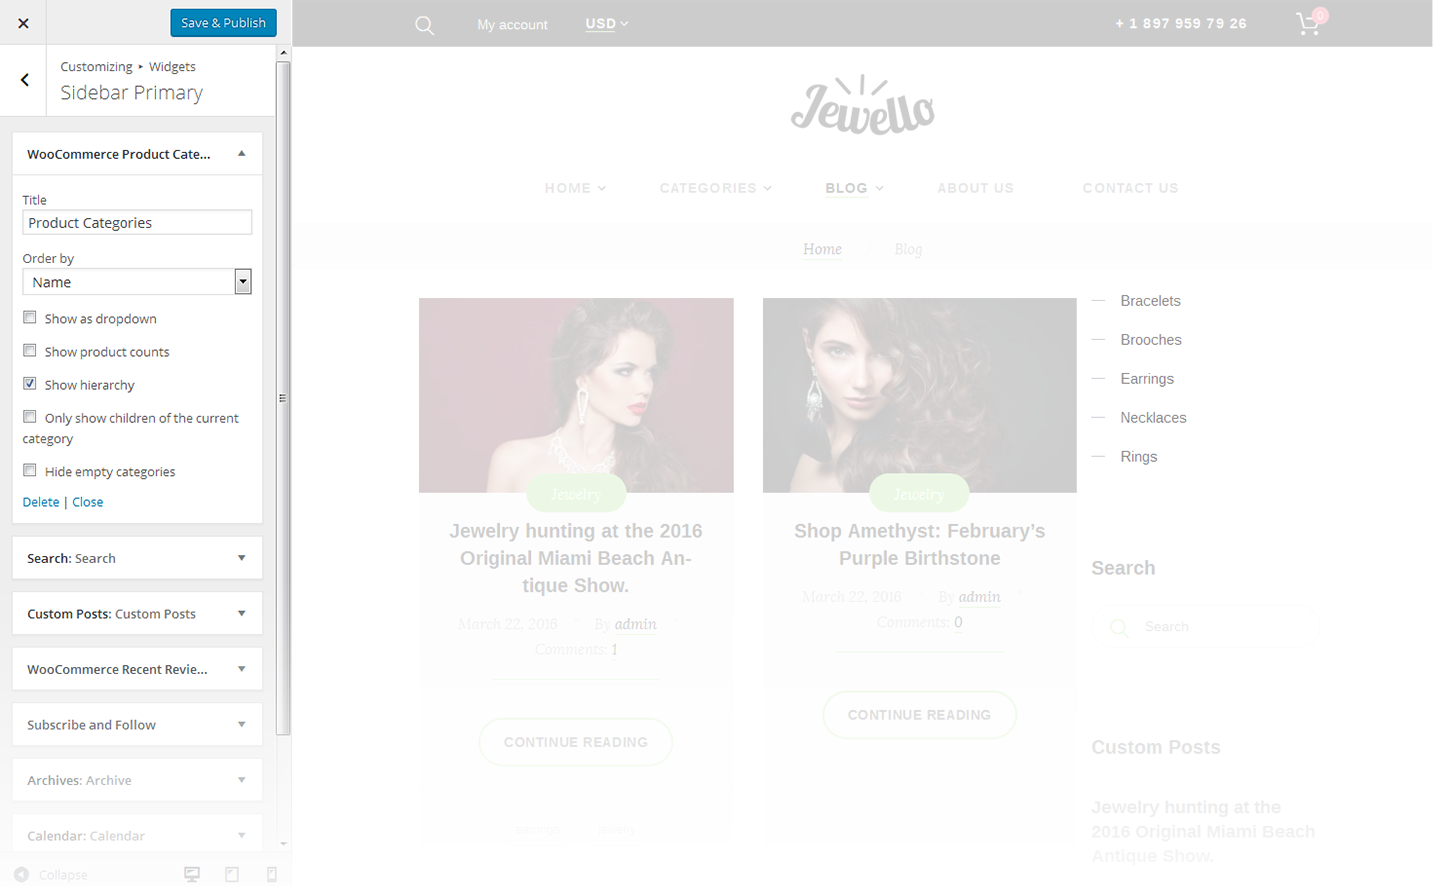 Save & Publish
Customizing ▸ Widgets
Sidebar Primary
WooCommerce Product Cate...
Title
Product Categories
Order by
Name
Show as dropdown
Show product counts
Show hierarchy
Only show children of the current
category
Hide empty categories
Delete | Close
Search: Search
Custom Posts: Custom Posts
WooCommerce Recent Revie...
Subscribe and Follow
Archives: Archive
Calendar: Calendar
Collapse
My account
USD
+ 1 897 959 79 26
0
Jewello
HOME
CATEGORIES
BLOG
ABOUT US
CONTACT US
Home
Blog
Jewelry
Jewelry hunting at the 2016
Original Miami Beach An-
tique Show.
March 22, 2016
By admin
Comments: 1
CONTINUE READING
earrings
jewelry
Jewelry
Shop Amethyst: February’s
Purple Birthstone
March 22, 2016
By admin
Comments: 0
CONTINUE READING
Bracelets
Brooches
Earrings
Necklaces
Rings
Search
Search
Custom Posts
Jewelry hunting at the
2016 Original Miami Beach
Antique Show.